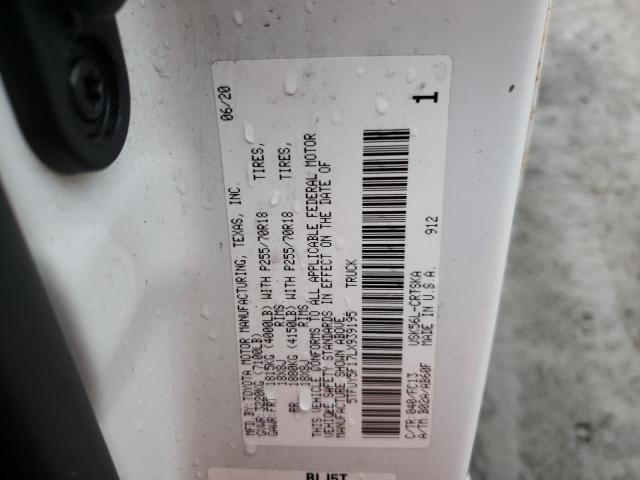 MFD BY: TOYOTA MOTOR MANUFACTURING, TEXAS, INC. 06/20
GVWR 3220KG (7100LB)
GAWR FRT 1815KG (4000LB) WITH P255/70R18 TIRES,
18X8J RIMS
RR. 1880KG (4150LB) WITH P255/70R18 TIRES,
18X8J RIMS
THIS VEHICLE CONFORMS TO ALL APPLICABLE FEDERAL MOTOR
VEHICLE SAFETY STANDARDS IN EFFECT ON THE DATE OF
MANUFACTURE SHOWN ABOVE.
5TFUY5F17LX939195 TRUCK
1
USK56L-CRTSKA 912
C/TR: 040/FC13 MADE IN U.S.A.
A/TM: B02A/AB60F